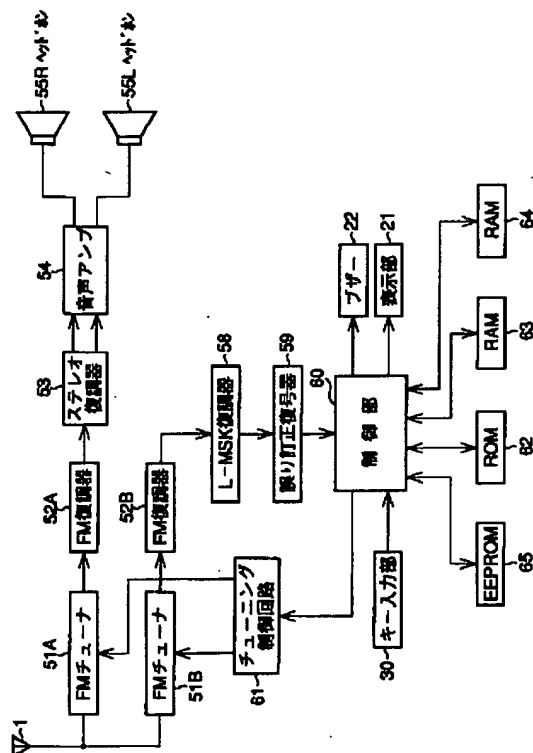 1
51A
FMチューナ
52A
FM復調器
53
ステレオ
復調器
54
音声アンプ
55R ヘッドホン
55L ヘッドホン
FMチューナ
51B
52B
FM復調器
L-MSK復調器
58
誤り訂正復号器
59
チューニング
制御回路
61
60
制御部
ブザー
22
表示部
21
キー入力部
30
EEPROM
65
ROM
62
RAM
63
RAM
64